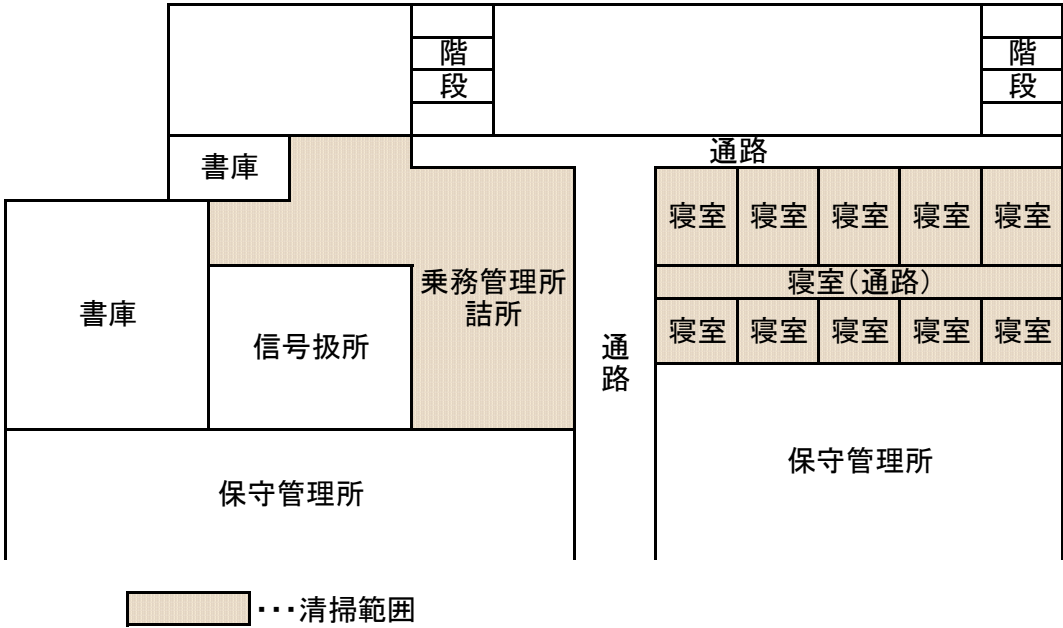 階
段
階
段
通路
書庫
寝室
寝室
寝室
寝室
寝室
乗務管理所
詰所
寝室(通路)
書庫
信号扱所
通
路
寝室
寝室
寝室
寝室
寝室
保守管理所
保守管理所
・・・清掃範囲